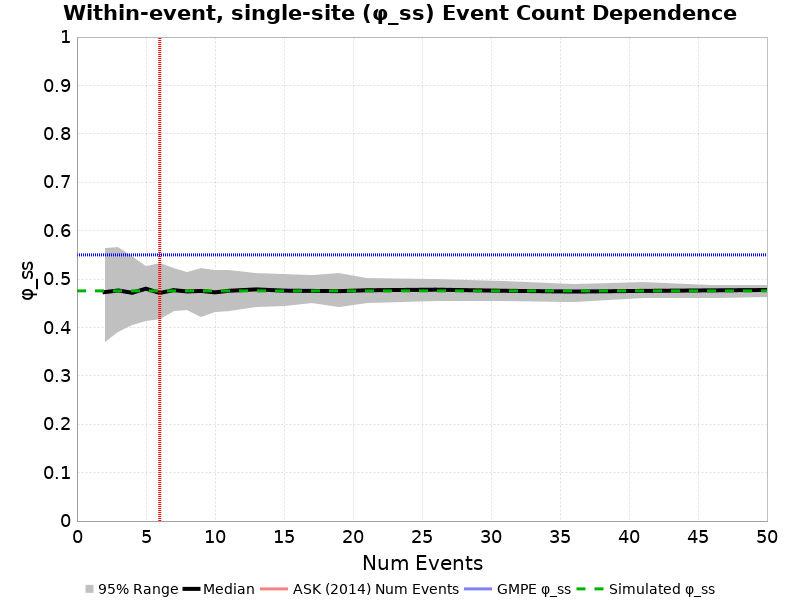 Within-event, single-site (φ_ss) Event Count Dependence
1
0.9
0.8
0.7
0.6
0.5
0.4
0.3
0.2
0.1
0
φ_ss
0 5 10 15 20 25 30 35 40 45 50
Num Events
95% Range Median ASK (2014) Num Events GMPE φ_ss Simulated φ_ss